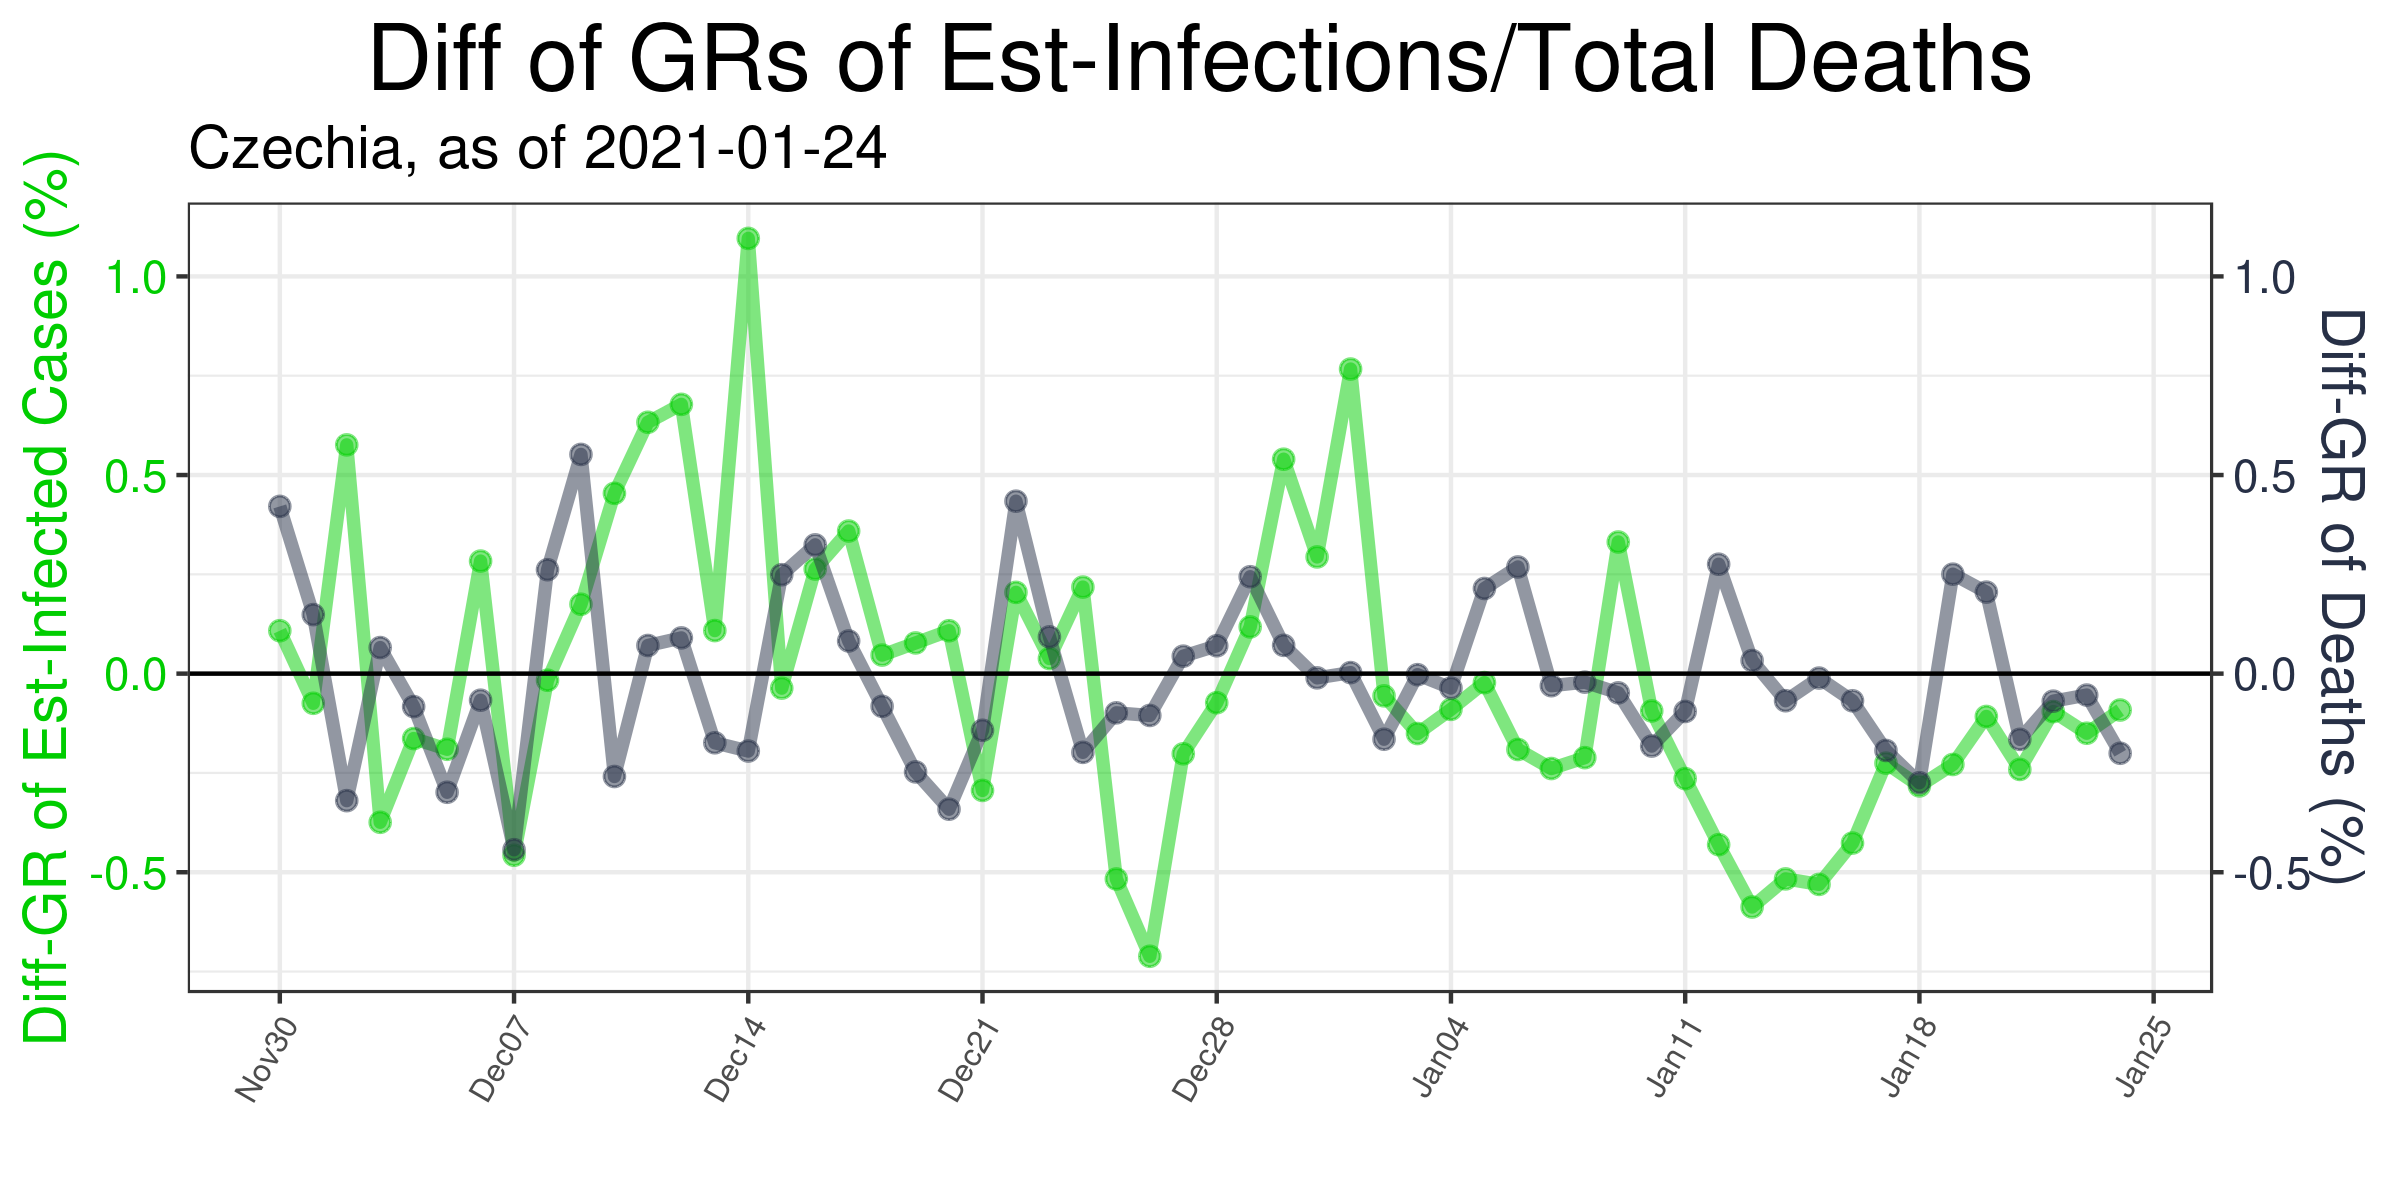 Diff of GRs of Est-Infections/Total Deaths
Czechia, as of 2021-01-24
Diff-GR of Est-Infected Cases (%)
1.0
0.5
0.0
-0.5
1.0
0.5
0.0
-0.5
Diff-GR of Deaths (%)
Nov30
Dec07
Dec14
Dec21
Dec28
Jan04
Jan11
Jan18
Jan25